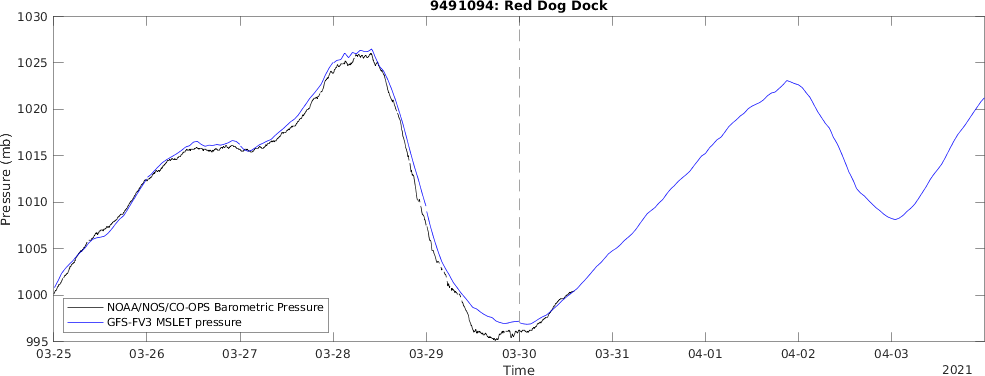 9491094: Red Dog Dock
Pressure (mb)
1030
1025
1020
1015
1010
1005
1000
995
NOAA/NOS/CO-OPS Barometric Pressure
GFS-FV3 MSLET pressure
03-25 03-26 03-27 03-28 03-29 03-30 03-31 04-01 04-02 04-03
Time
2021